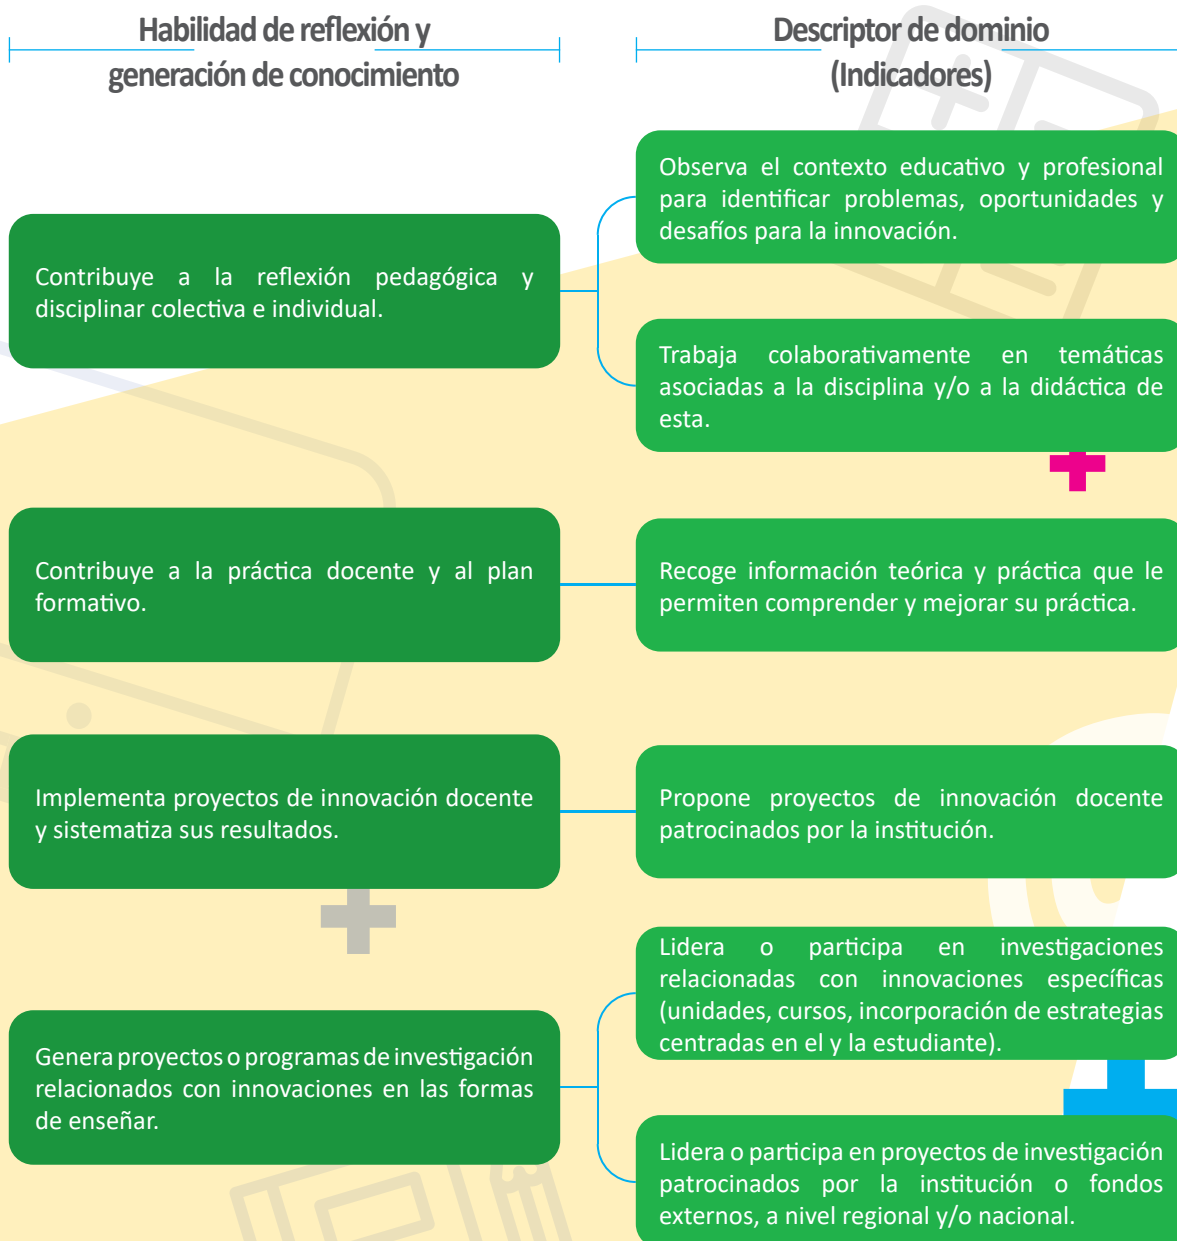 Habilidad de reflexión y
generación de conocimiento
Descriptor de dominio
(Indicadores)
Contribuye a la reflexión pedagógica y
disciplinar colectiva e individual.
Observa el contexto educativo y profesional
para identificar problemas, oportunidades y
desafíos para la innovación.
Trabaja colaborativamente en temáticas
asociadas a la disciplina y/o a la didáctica de
esta.
Contribuye a la práctica docente y al plan
formativo.
Recoge información teórica y práctica que le
permiten comprender y mejorar su práctica.
Implementa proyectos de innovación docente
y sistematiza sus resultados.
Propone proyectos de innovación docente
patrocinados por la institución.
Genera proyectos o programas de investigación
relacionados con innovaciones en las formas
de enseñar.
Lidera o participa en investigaciones
relacionadas con innovaciones específicas
(unidades, cursos, incorporación de estrategias
centradas en el y la estudiante).
Lidera o participa en proyectos de investigación
patrocinados por la institución o fondos
externos, a nivel regional y/o nacional.